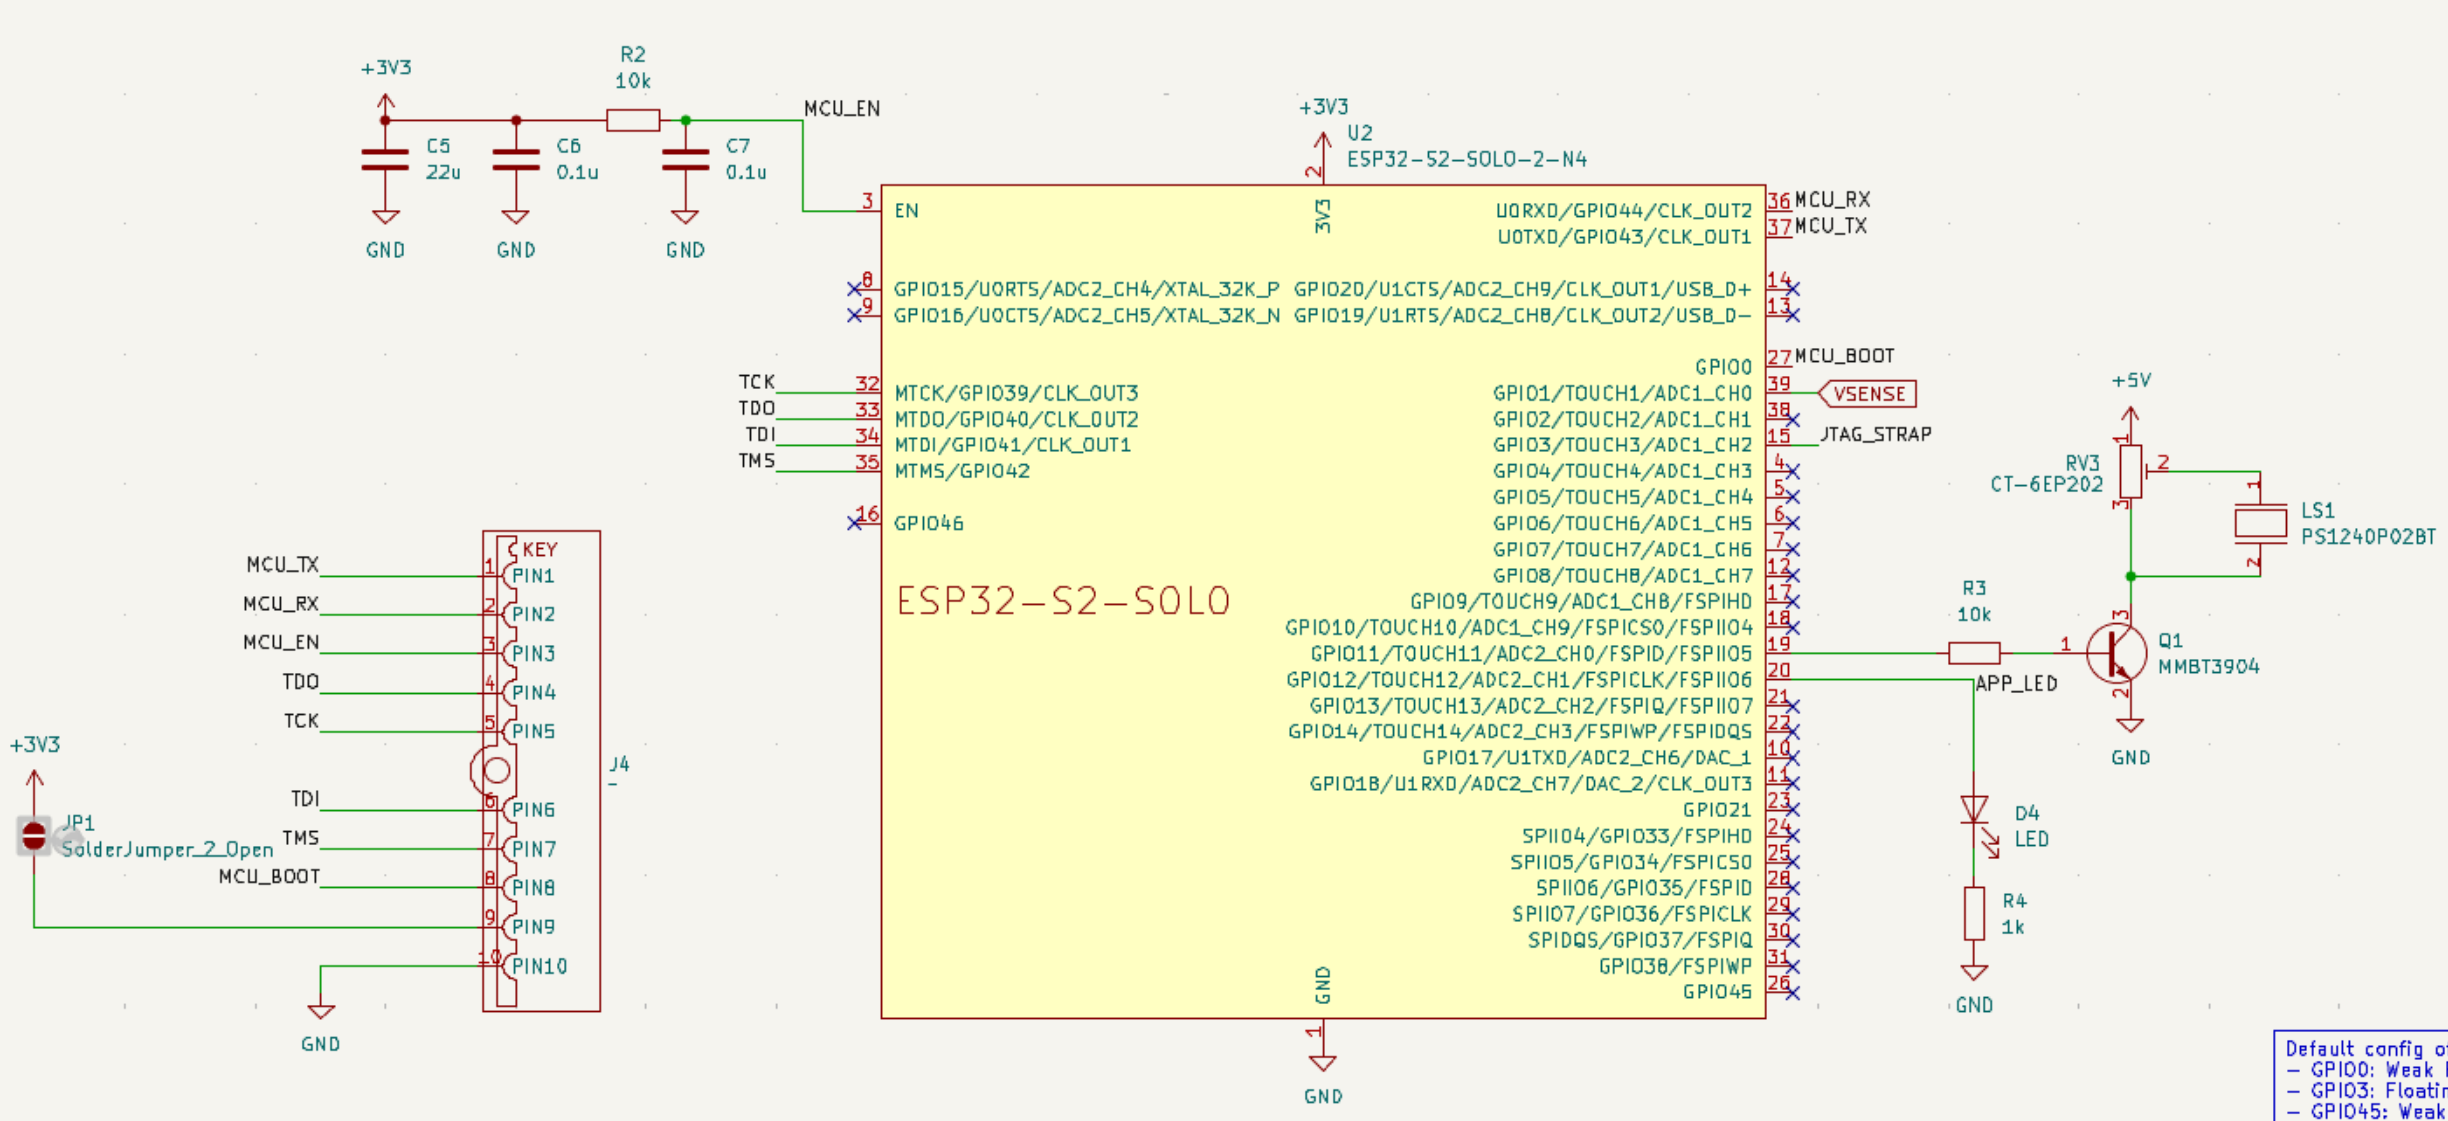 +3V3
R2
10k
C5
22u
C6
0.1u
C7
0.1u
GND
GND
GND
MCU_EN
+3V3
U2
ESP32-S2-SOLO-2-N4
2
3V3
3
EN
8
GPIO15/U0RTS/ADC2_CH4/XTAL_32K_P
9
GPIO16/U0CTS/ADC2_CH5/XTAL_32K_N
TCK
32
MTCK/GPIO39/CLK_OUT3
TDO
33
MTDO/GPIO40/CLK_OUT2
TDI
34
MTDI/GPIO41/CLK_OUT1
TMS
35
MTMS/GPIO42
16
GPIO46
ESP32-S2-SOLO
U0RXD/GPIO44/CLK_OUT2
36
MCU_RX
U0TXD/GPIO43/CLK_OUT1
37
MCU_TX
GPIO20/U1CTS/ADC2_CH9/CLK_OUT1/USB_D+
14
GPIO19/U1RTS/ADC2_CH8/CLK_OUT2/USB_D-
13
GPIO0
27
MCU_BOOT
GPIO1/TOUCH1/ADC1_CH0
39
VSENSE
GPIO2/TOUCH2/ADC1_CH1
38
GPIO3/TOUCH3/ADC1_CH2
15
JTAG_STRAP
GPIO4/TOUCH4/ADC1_CH3
4
GPIO5/TOUCH5/ADC1_CH4
5
GPIO6/TOUCH6/ADC1_CH5
6
GPIO7/TOUCH7/ADC1_CH6
7
GPIO8/TOUCH8/ADC1_CH7
12
GPIO9/TOUCH9/ADC1_CH8/FSPIHD
17
GPIO10/TOUCH10/ADC1_CH9/FSPICS0/FSPIIO4
18
GPIO11/TOUCH11/ADC2_CH0/FSPID/FSPIIO5
19
GPIO12/TOUCH12/ADC2_CH1/FSPICLK/FSPIIO6
20
GPIO13/TOUCH13/ADC2_CH2/FSPIQ/FSPIIO7
21
GPIO14/TOUCH14/ADC2_CH3/FSPIWP/FSPIDQS
22
GPIO17/U1TXD/ADC2_CH6/DAC_1
10
GPIO18/U1RXD/ADC2_CH7/DAC_2/CLK_OUT3
11
GPIO21
23
SPIIO4/GPIO33/FSPIHD
24
SPIIO5/GPIO34/FSPICS0
25
SPIIO6/GPIO35/FSPID
28
SPIIO7/GPIO36/FSPICLK
29
SPIDQS/GPIO37/FSPIQ
30
GPIO38/FSPIWP
31
GPIO45
26
GND
1
GND
MCU_TX
MCU_RX
MCU_EN
TDO
TCK
TDI
TMS
MCU_BOOT
KEY
1
PIN1
2
PIN2
3
PIN3
4
PIN4
5
PIN5
6
PIN6
7
PIN7
8
PIN8
9
PIN9
10
PIN10
J4
-
+3V3
JP1
SolderJumper_2_Open
GND
+5V
1
RV3
CT-6EP202
2
3
1
LS1
PS1240P02BT
2
R3
10k
1
3
Q1
MMBT3904
2
GND
APP_LED
D4
LED
R4
1k
GND
Default config o
- GPIO0: Weak
- GPIO3: Floatin
- GPIO45: Weak